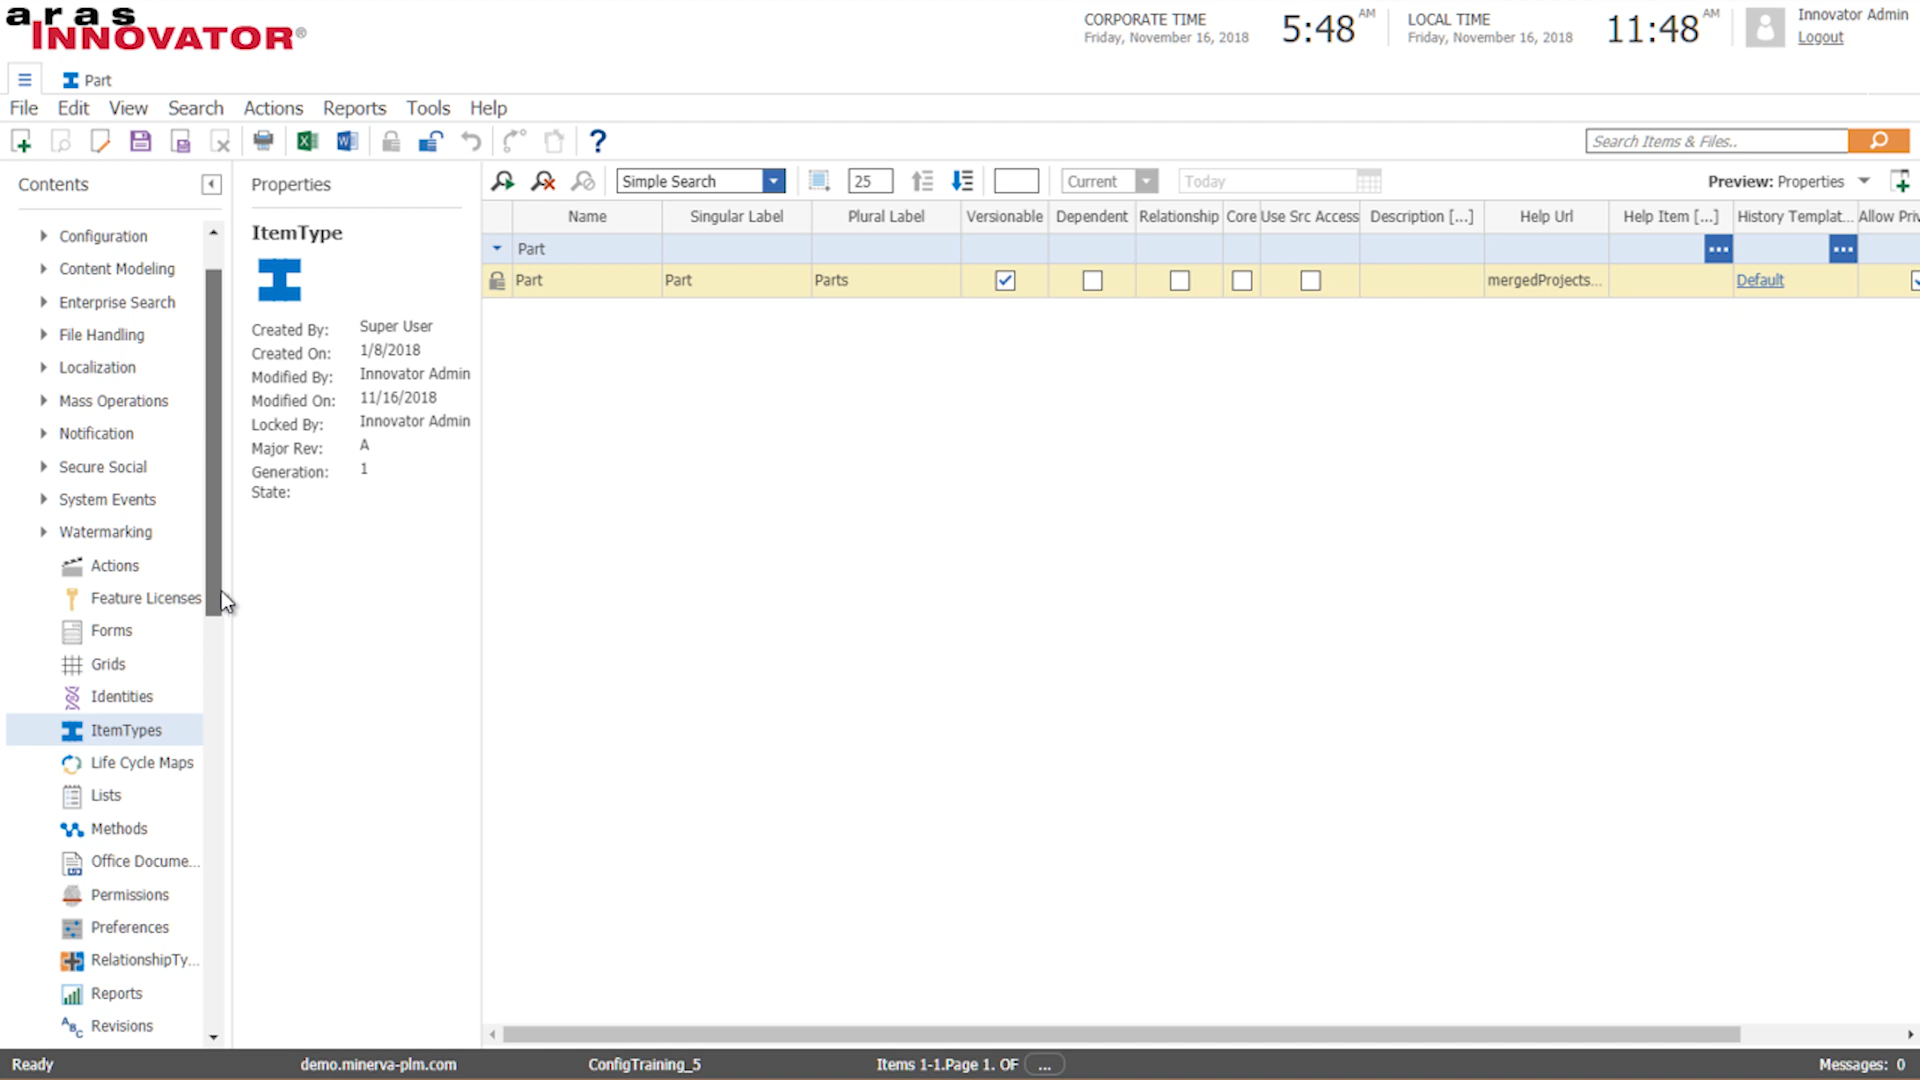 aras
INNOVATOR®
CORPORATE TIME
Friday, November 16, 2018
5:48 AM
LOCAL TIME
Friday, November 16, 2018
11:48 AM
Innovator Admin
Logout
Part
File Edit View Search Actions Reports Tools Help
Search Items & Files..
Contents
Configuration
Content Modeling
Enterprise Search
File Handling
Localization
Mass Operations
Notification
Secure Social
System Events
Watermarking
Actions
Feature Licenses
Forms
Grids
Identities
ItemTypes
Life Cycle Maps
Lists
Methods
Office Docume...
Permissions
Preferences
RelationshipTy...
Reports
Revisions
Properties
ItemType
Created By: Super User
Created On: 1/8/2018
Modified By: Innovator Admin
Modified On: 11/16/2018
Locked By: Innovator Admin
Major Rev: A
Generation: 1
State:
Simple Search 25 Current Today Preview: Properties
Name Singular Label Plural Label Versionable Dependent Relationship Core Use Src Access Description [...] Help Url Help Item [...] History Templat... Allow Priv
Part
Part Part Parts mergedProjects... Default
Ready demo.minerva-plm.com ConfigTraining_5 Items 1-1.Page 1. OF ... Messages: 0